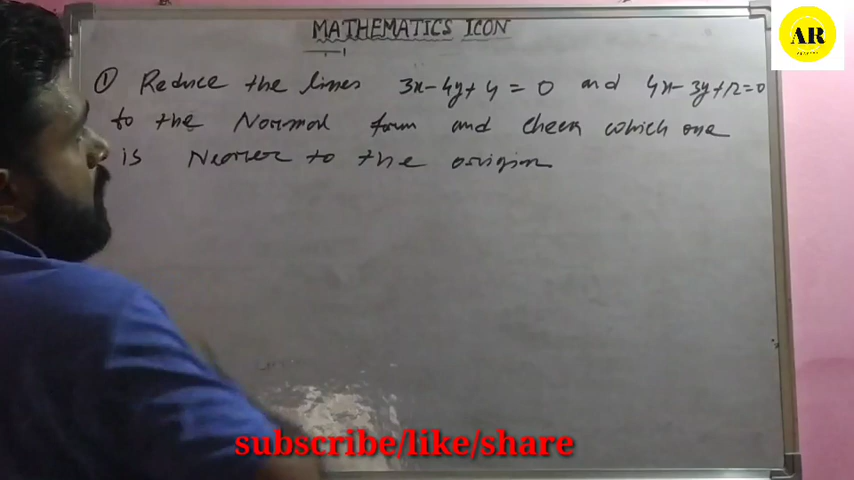 MATHEMATICS ICON
AR
① Reduce the lines 3x-4y+4=0 and 4x-3y+12=0
to the Normal form and check which one
is Nearer to the origin
subscribe/like/share